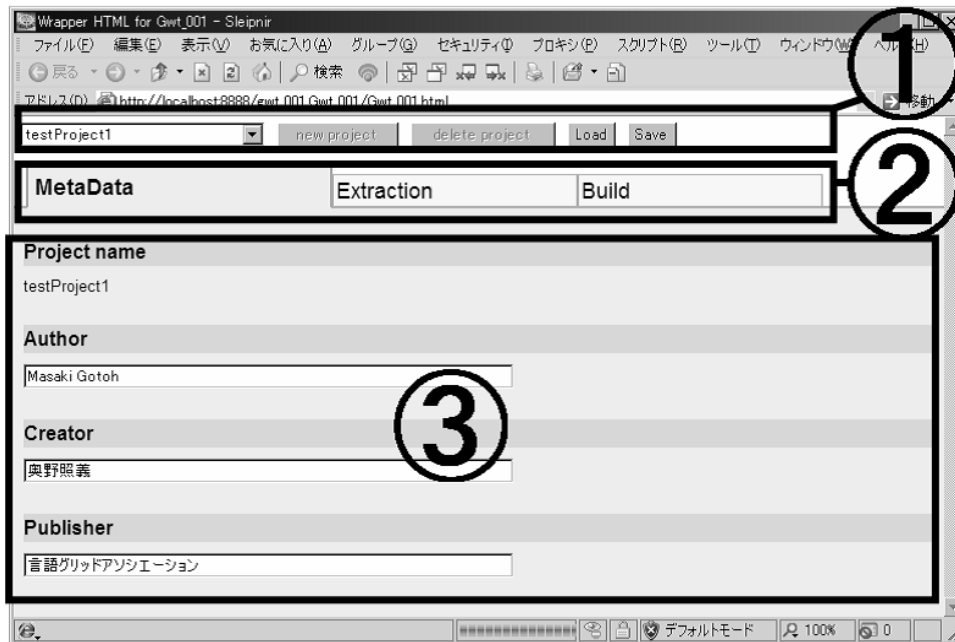 Wrapper HTML for Gwt_001 - Sleipnir
ファイル(F) 編集(E) 表示(V) お気に入り(A) グループ(G) セキュリティ(I) プロキシ(P) スクリプト(R) ツール(T) ウィンドウ(W) ヘルプ(H)
戻る 検索
アドレス(D) http://localhost:8888/gwt_001.Gwt_001/Gwt_001.html 移動
①
testProject1 new project delete project Load Save
MetaData Extraction Build
②
Project name
testProject1
Author
Masaki Gotoh
③
Creator
奥野照義
Publisher
言語グリッドアソシエーション
デフォルトモード 100% 0